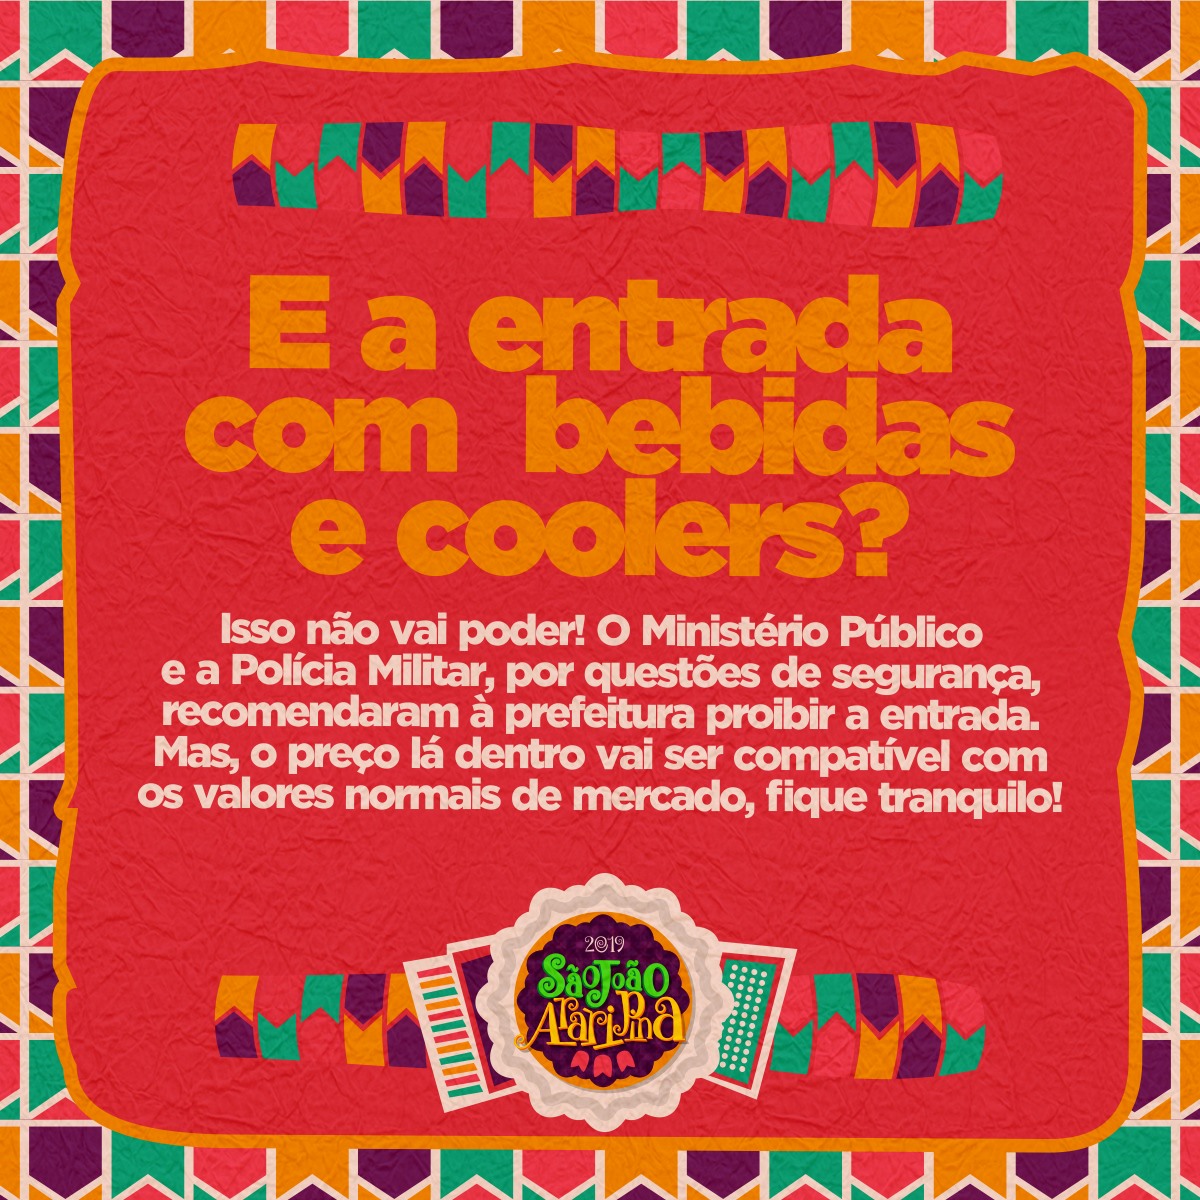 E a entrada
com bebidas
e coolers?
Isso não vai poder! O Ministério Público
e a Polícia Militar, por questões de segurança,
recomendaram à prefeitura proibir a entrada.
Mas, o preço lá dentro vai ser compatível com
os valores normais de mercado, fique tranquilo!
2019
São João
Araripina